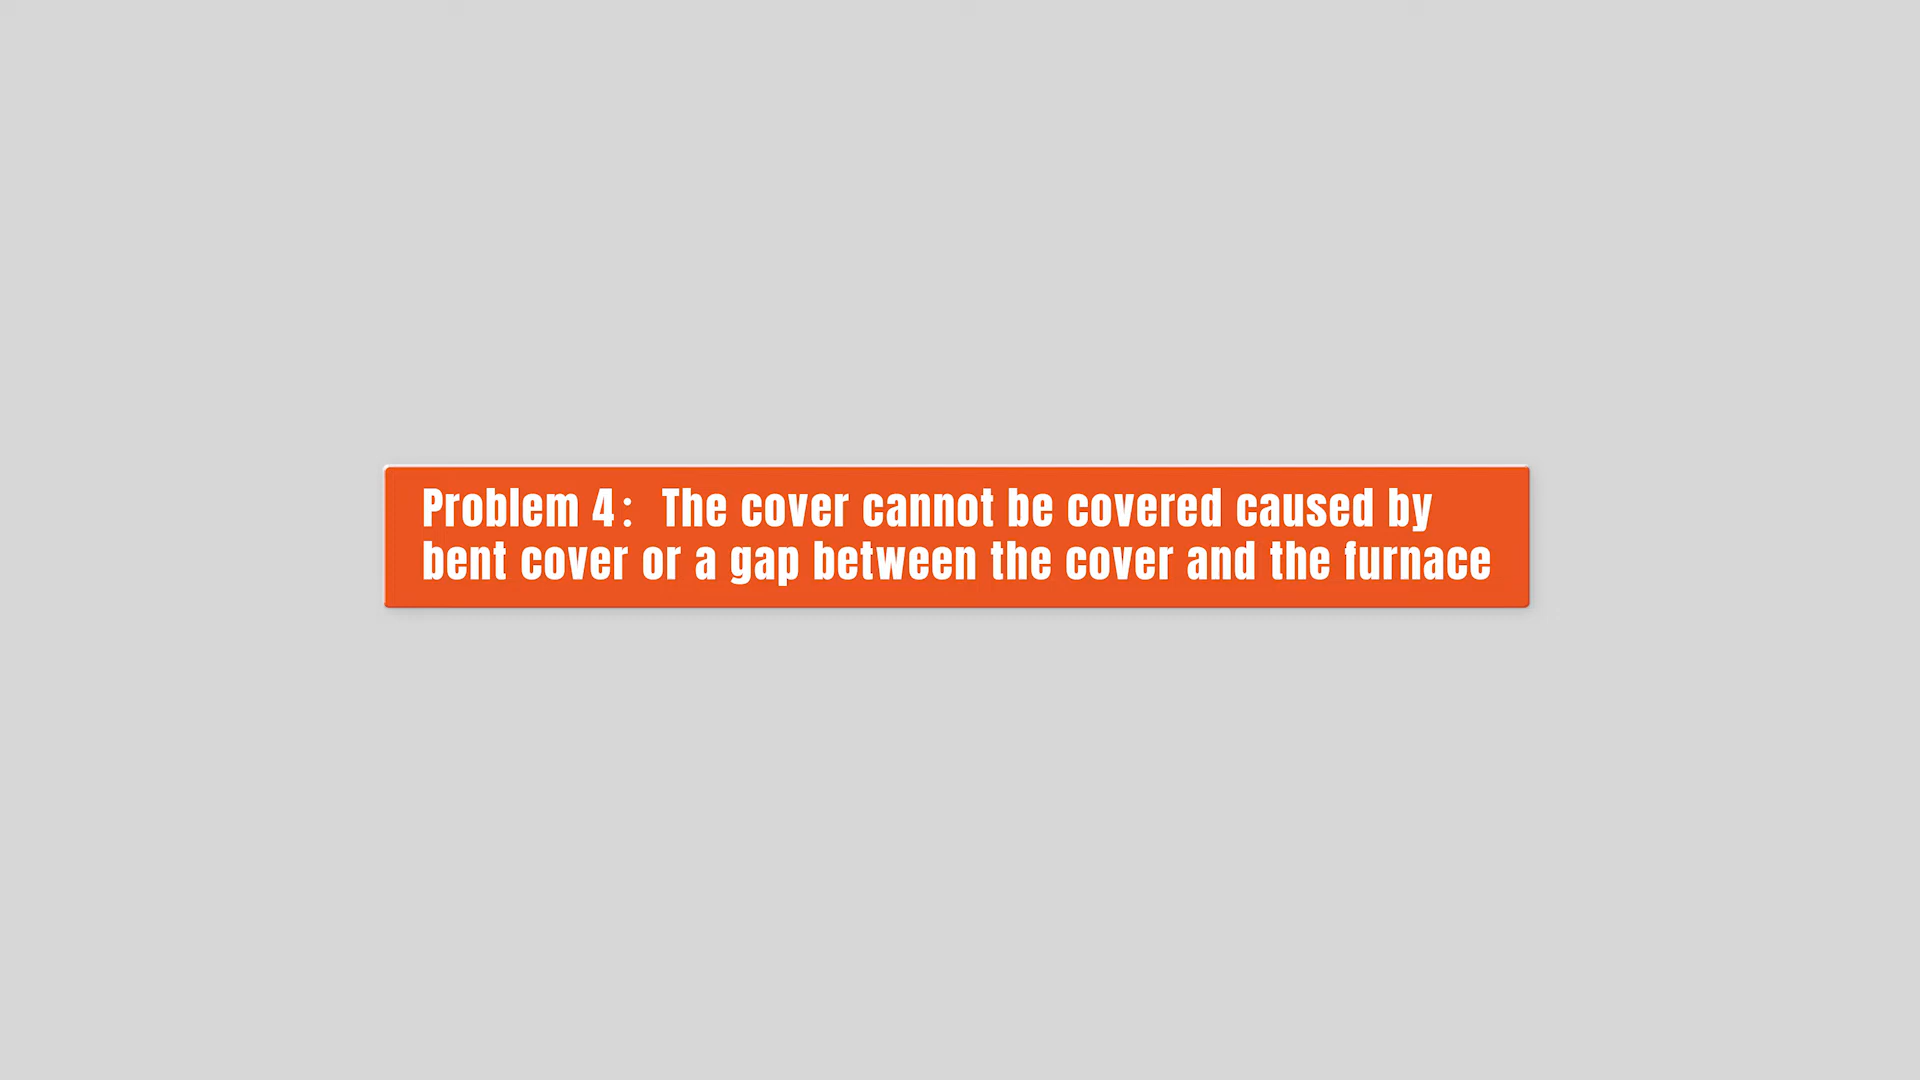 Problem 4：The cover cannot be covered caused by
bent cover or a gap between the cover and the furnace